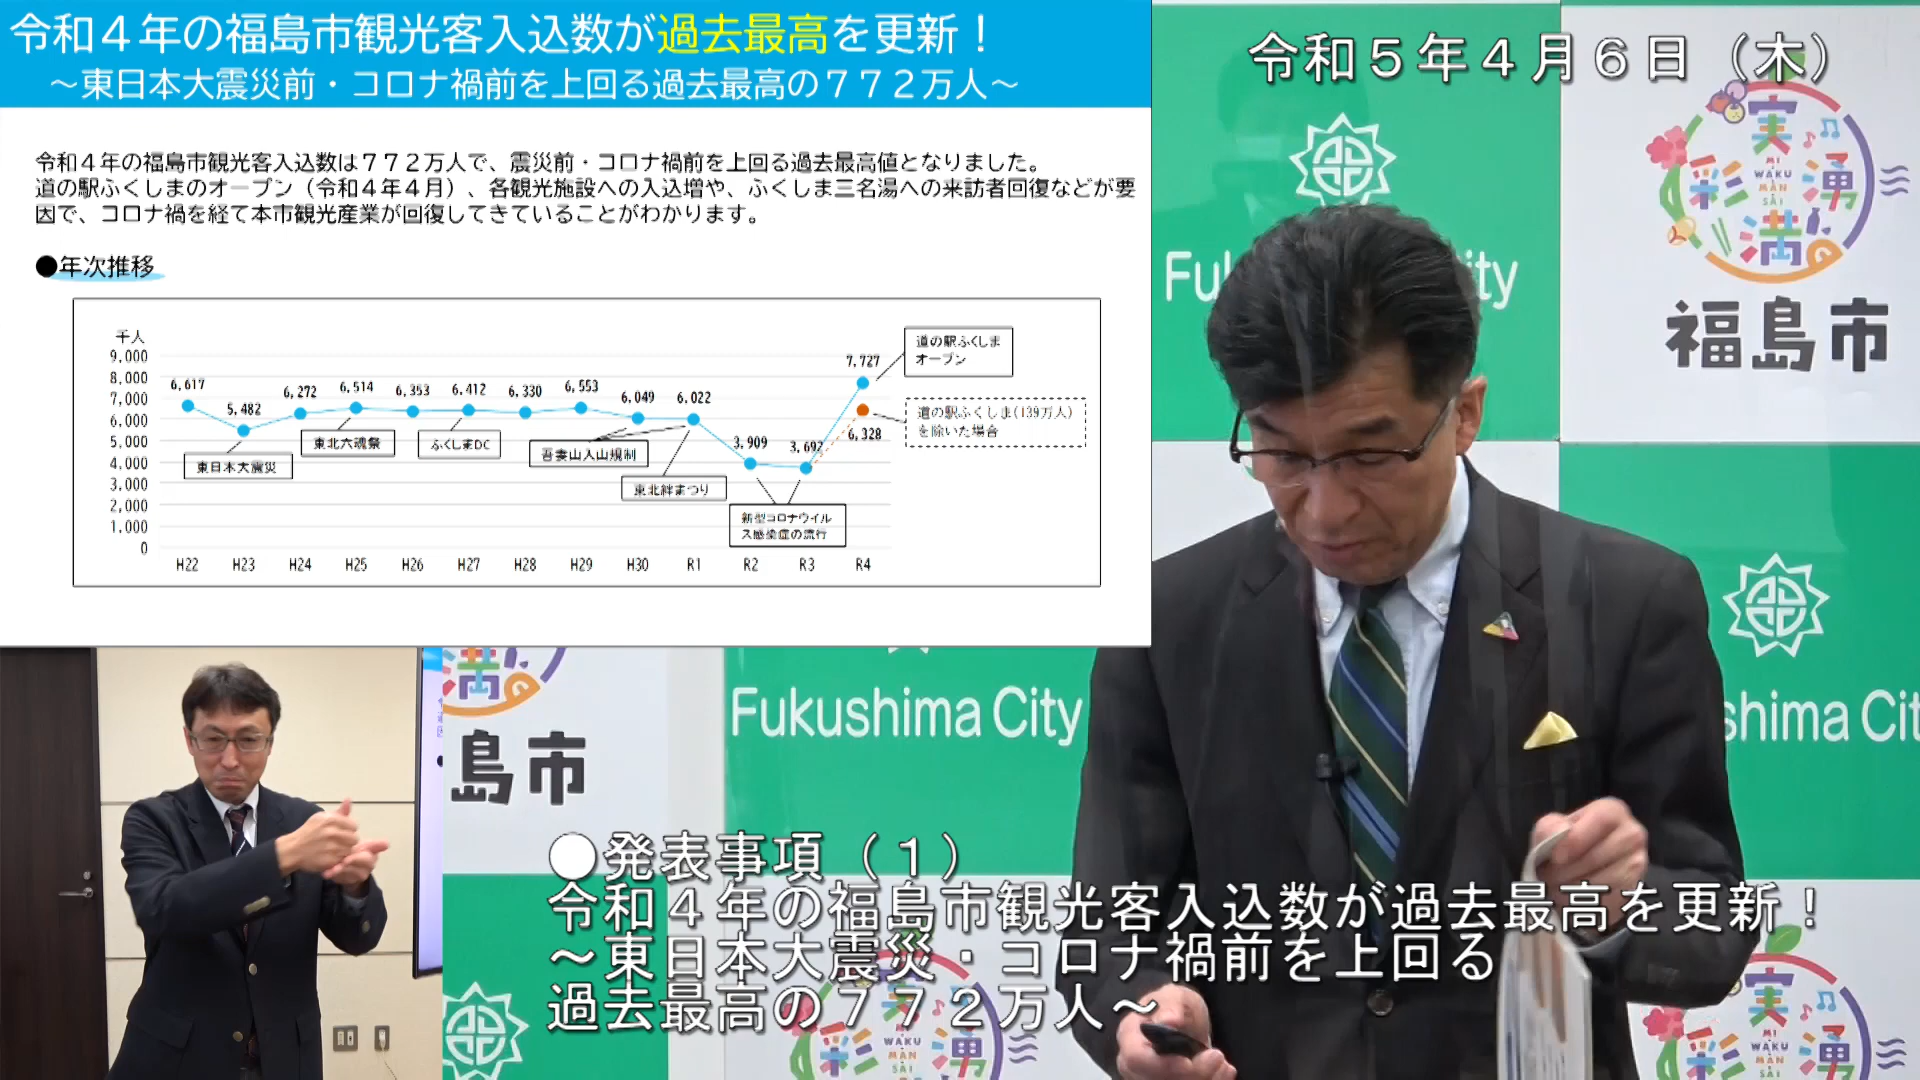 令和４年の福島市観光客入込数が過去最高を更新！
～東日本大震災前・コロナ禍前を上回る過去最高の７７２万人～
令和４年の福島市観光客入込数は７７２万人で、震災前・コロナ禍前を上回る過去最高値となりました。
道の駅ふくしまのオープン（令和４年４月）、各観光施設への入込増や、ふくしま三名湯への来訪者回復などが要
因で、コロナ禍を経て本市観光産業が回復してきていることがわかります。
●年次推移
千人
9,000
8,000
7,000
6,000
5,000
4,000
3,000
2,000
1,000
0
6,617
5,482
6,272
6,514
6,353
6,412
6,330
6,553
6,049
6,022
3,909
3,692
7,727
6,328
東日本大震災
東北六魂祭
ふくしまDC
吾妻山入山規制
東北絆まつり
新型コロナウイル
ス感染症の流行
道の駅ふくしま
オープン
道の駅ふくしま(139万人)
を除いた場合
H22 H23 H24 H25 H26 H27 H28 H29 H30 R1 R2 R3 R4
令和５年４月６日（木）
Fu
ty
実
彩
湧
満
MI
WAKU
MAN
SAI
福島市
満
島市
Fukushima City
shima Cit
●発表事項（１）
令和４年の福島市観光客入込数が過去最高を更新！
～東日本大震災・コロナ禍前を上回る
過去最高の７７２万人～
実
彩
湧
WAKU
MAN
SAI
実
彩
湧
MI
WAKU
MAN
SAI